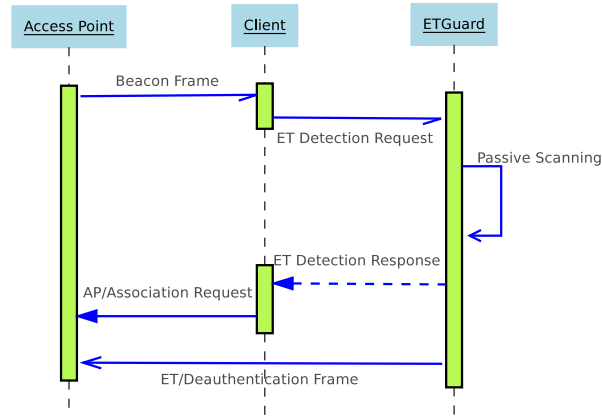 Access Point
Client
ETGuard
Beacon Frame
ET Detection Request
Passive Scanning
ET Detection Response
AP/Association Request
ET/Deauthentication Frame